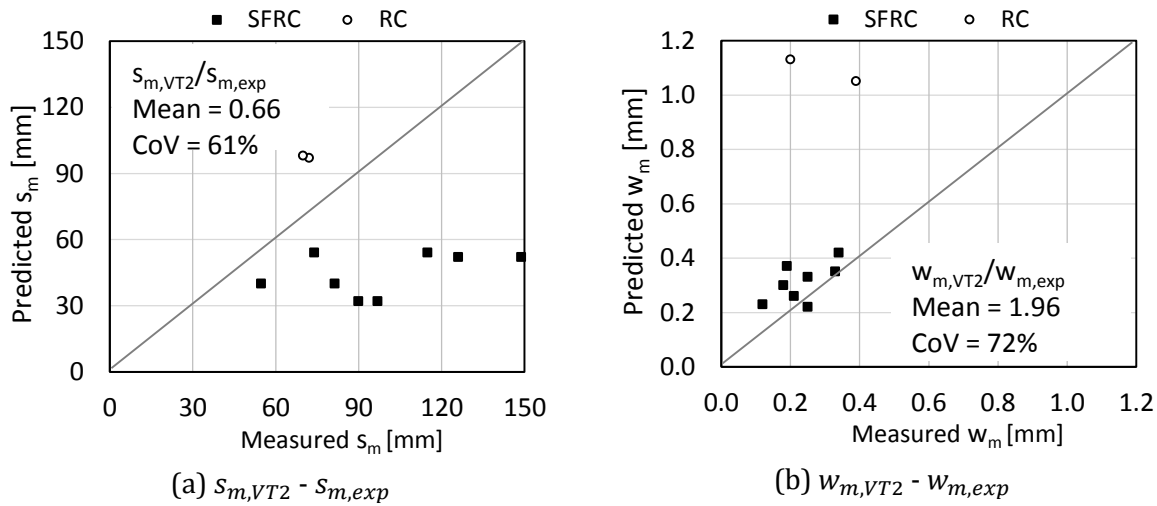 ■ SFRC ○ RC
150
120
90
60
30
0
Predicted s_m [mm]
s_m,VT2/s_m,exp
Mean = 0.66
CoV = 61%
0 30 60 90 120 150
Measured s_m [mm]
(a) s_m,VT2 - s_m,exp
■ SFRC ○ RC
1.2
1.0
0.8
0.6
0.4
0.2
0.0
Predicted w_m [mm]
w_m,VT2/w_m,exp
Mean = 1.96
CoV = 72%
0.0 0.2 0.4 0.6 0.8 1.0 1.2
Measured w_m [mm]
(b) w_m,VT2 - w_m,exp